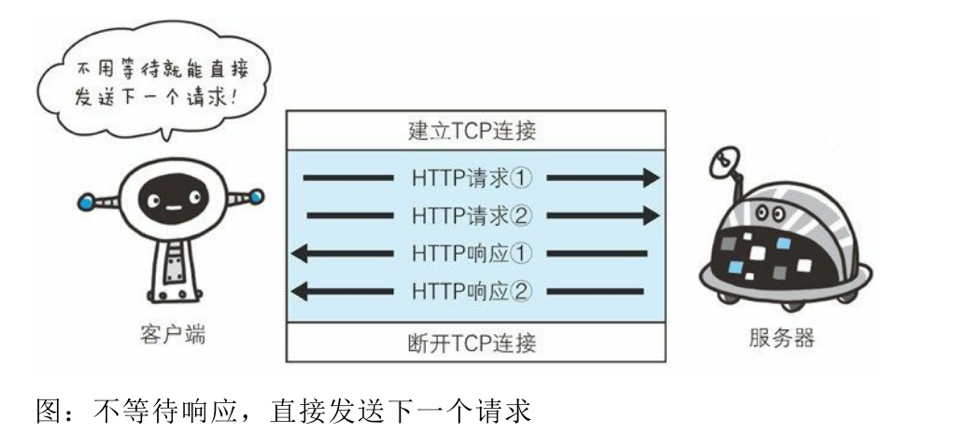 不用等待就能直接
发送下一个请求!
建立TCP连接
HTTP请求①
HTTP请求②
HTTP响应①
HTTP响应②
断开TCP连接
客户端
服务器
图：不等待响应，直接发送下一个请求